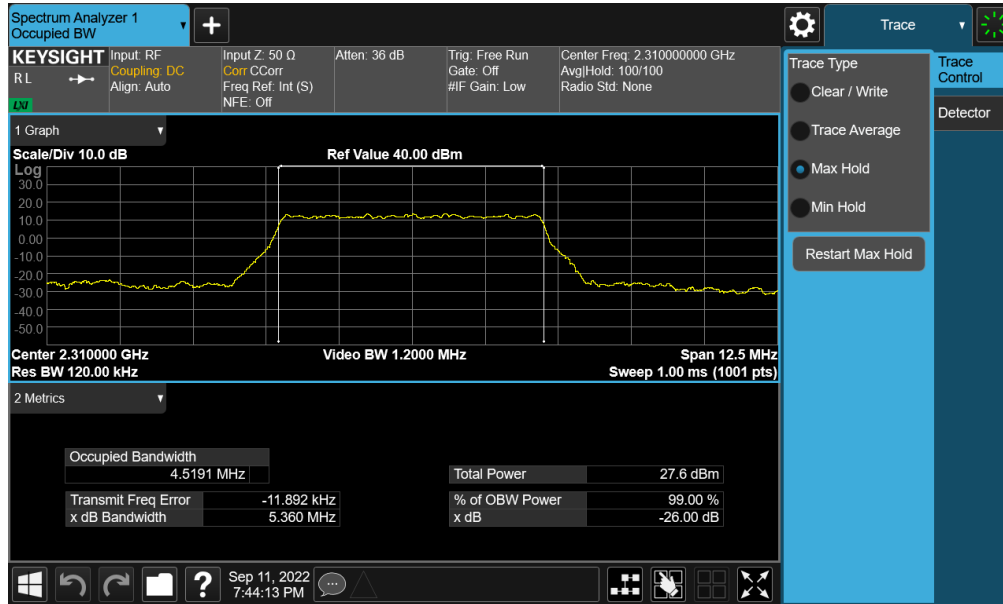 Spectrum Analyzer 1
Occupied BW
+
Trace
KEYSIGHT
R L
LXI
Input: RF
Coupling: DC
Align: Auto
Input Z: 50 Ω
Corr CCorr
Freq Ref: Int (S)
NFE: Off
Atten: 36 dB
Trig: Free Run
Gate: Off
#IF Gain: Low
Center Freq: 2.310000000 GHz
Avg|Hold: 100/100
Radio Std: None
Trace Type
Clear / Write
Trace Average
Max Hold
Min Hold
Restart Max Hold
Trace
Control
Detector
1 Graph
Scale/Div 10.0 dB
Ref Value 40.00 dBm
Log
30.0
20.0
10.0
0.00
-10.0
-20.0
-30.0
-40.0
-50.0
Center 2.310000 GHz
Video BW 1.2000 MHz
Span 12.5 MHz
Res BW 120.00 kHz
Sweep 1.00 ms (1001 pts)
2 Metrics
Occupied Bandwidth
4.5191 MHz
Total Power 27.6 dBm
Transmit Freq Error -11.892 kHz
% of OBW Power 99.00 %
x dB Bandwidth 5.360 MHz
x dB -26.00 dB
?
Sep 11, 2022
7:44:13 PM